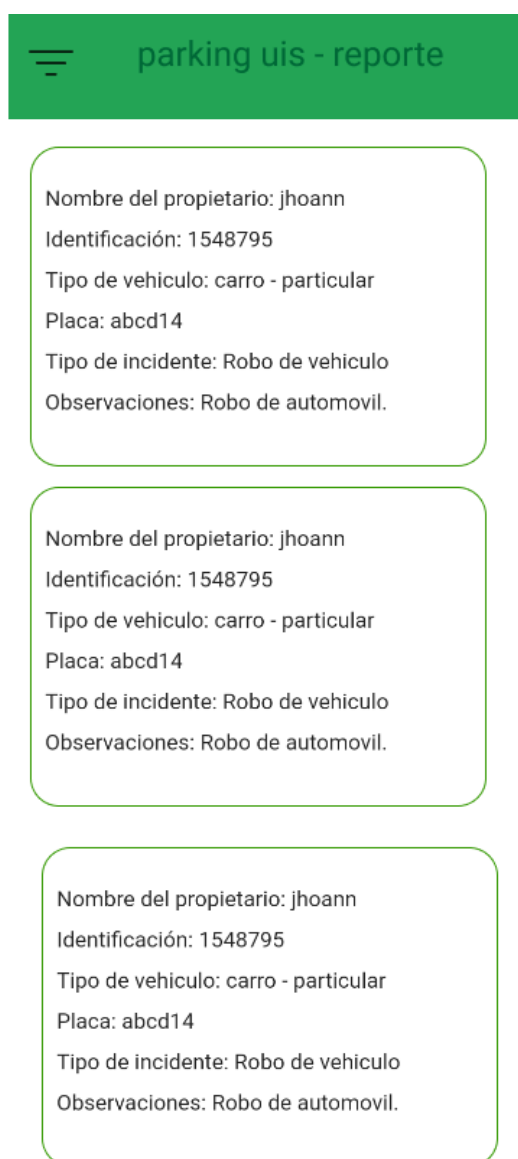 parking uis - reporte
Nombre del propietario: jhoann
Identificación: 1548795
Tipo de vehiculo: carro - particular
Placa: abcd14
Tipo de incidente: Robo de vehiculo
Observaciones: Robo de automovil.
Nombre del propietario: jhoann
Identificación: 1548795
Tipo de vehiculo: carro - particular
Placa: abcd14
Tipo de incidente: Robo de vehiculo
Observaciones: Robo de automovil.
Nombre del propietario: jhoann
Identificación: 1548795
Tipo de vehiculo: carro - particular
Placa: abcd14
Tipo de incidente: Robo de vehiculo
Observaciones: Robo de automovil.